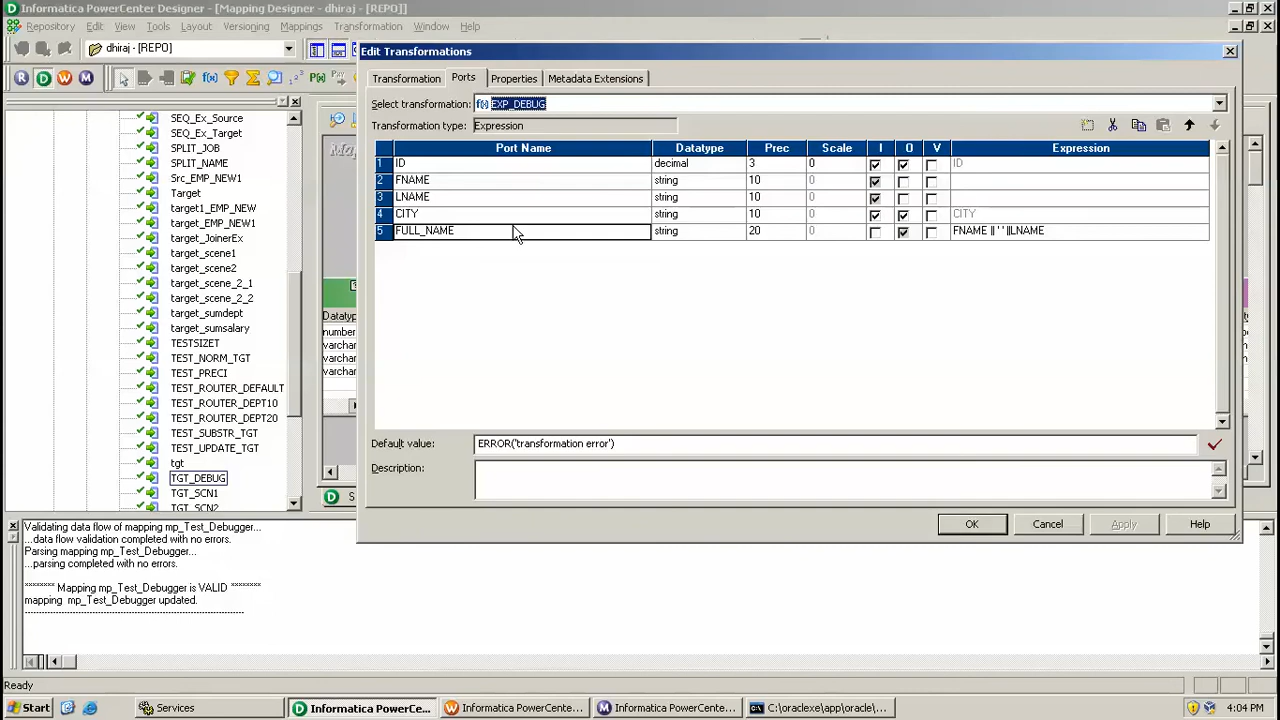 Informatica PowerCenter Designer - [Mapping Designer - dhiraj - [REPO]]
Repository Edit View Tools Layout Versioning Mappings Transformation Window Help
dhiraj - [REPO]
Edit Transformations
Transformation Ports Properties Metadata Extensions
Select transformation: f(x) EXP_DEBUG
Transformation type: Expression
Port Name Datatype Prec Scale I O V Expression
1 ID decimal 3 0 ID
2 FNAME string 10 0
3 LNAME string 10 0
4 CITY string 10 0 CITY
5 FULL_NAME string 20 0 FNAME || ' ' ||LNAME
Default value: ERROR('transformation error')
Description:
OK Cancel Apply Help
SEQ_Ex_Source
SEQ_Ex_Target
SPLIT_JOB
SPLIT_NAME
Src_EMP_NEW1
Target
target1_EMP_NEW
target_EMP_NEW1
target_JoinerEx
target_scene1
target_scene2
target_scene_2_1
target_scene_2_2
target_sumdept
target_sumsalary
TESTSIZET
TEST_NORM_TGT
TEST_PRECI
TEST_ROUTER_DEFAULT
TEST_ROUTER_DEPT10
TEST_ROUTER_DEPT20
TEST_SUBSTR_TGT
TEST_UPDATE_TGT
tgt
TGT_DEBUG
TGT_SCN1
TGT_SCN2
Datatyp
number
varchar
varchar
varchar
Validating data flow of mapping mp_Test_Debugger...
...data flow validation completed with no errors.
Parsing mapping mp_Test_Debugger...
...parsing completed with no errors.
******** Mapping mp_Test_Debugger is VALID ********
mapping mp_Test_Debugger updated.
Ready
Start Services Informatica PowerCe... Informatica PowerCente... Informatica PowerCente... C:\oraclexe\app\oracle\... 4:04 PM